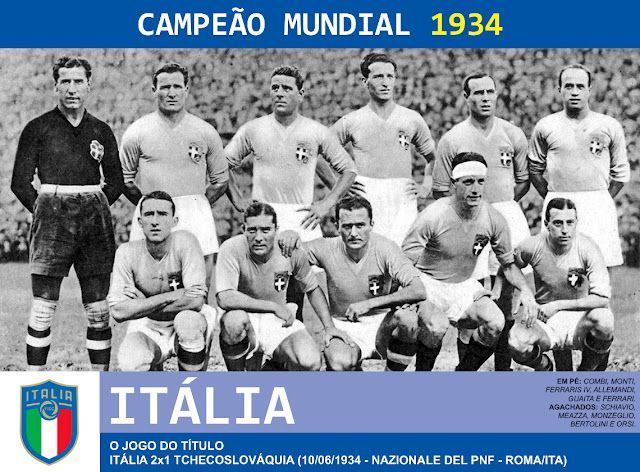 CAMPEÃO MUNDIAL 1934
ITALIA
FIGC
ITÁLIA
EM PÉ: COMBI, MONTI,
FERRARIS IV, ALLEMANDI,
GUAITA E FERRARI.
AGACHADOS: SCHIAVIO,
MEAZZA, MONZEGLIO,
BERTOLINI E ORSI.
O JOGO DO TÍTULO
ITÁLIA 2x1 TCHECOSLOVÁQUIA (10/06/1934 - NAZIONALE DEL PNF - ROMA/ITA)